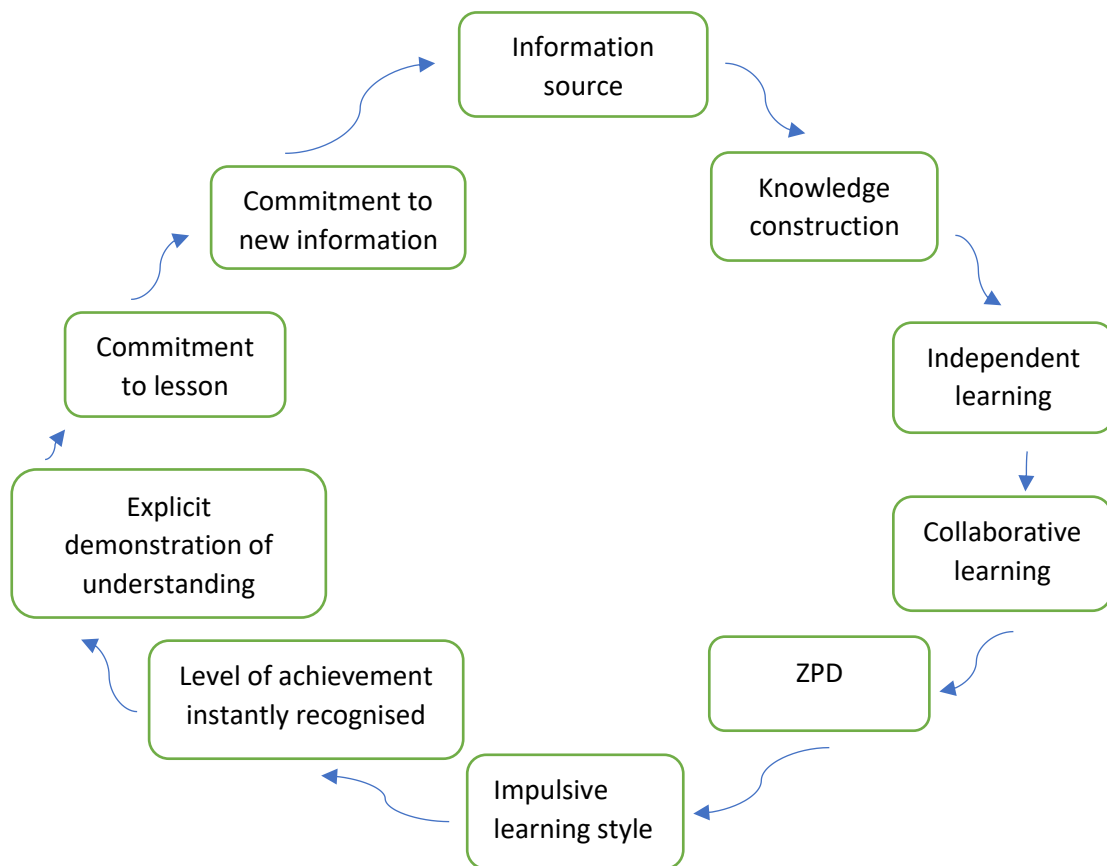 Information
source
Knowledge
construction
Independent
learning
Collaborative
learning
ZPD
Impulsive
learning style
Level of achievement
instantly recognised
Explicit
demonstration of
understanding
Commitment
to lesson
Commitment to
new information